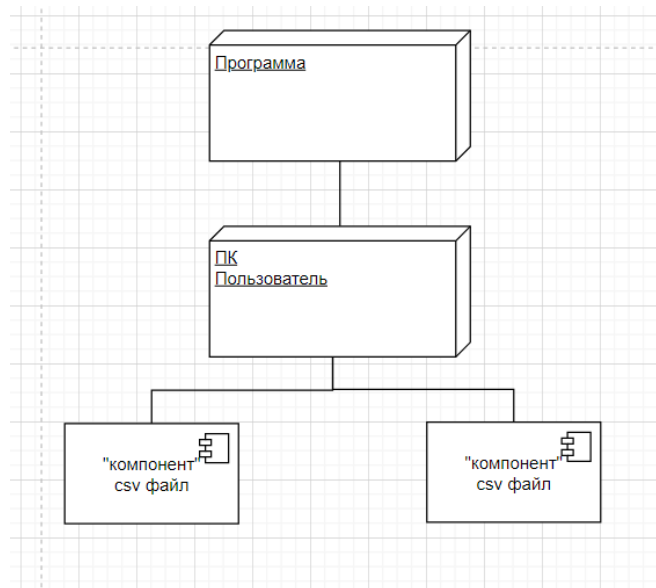 Программа
ПК
Пользователь
"компонент"
csv файл
"компонент"
csv файл